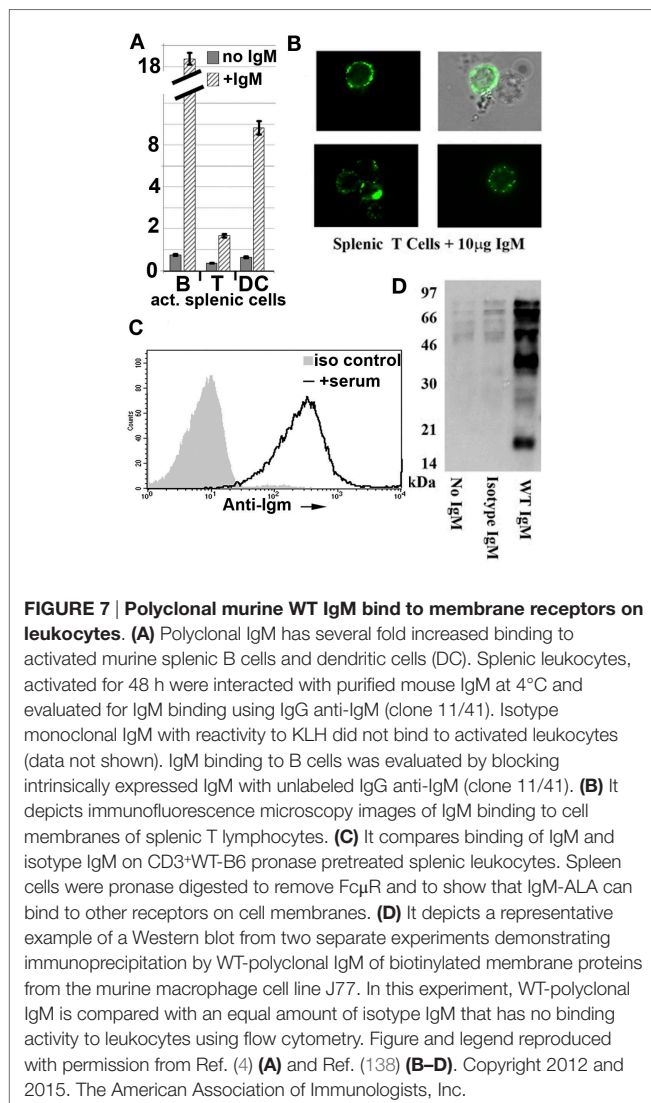 A
no IgM
+IgM
18
8
4
2
0
B T DC
act. splenic cells
B
Splenic T Cells + 10µg IgM
C
iso control
+serum
Counts
100
80
60
40
20
0
10⁰ 10¹ 10² 10³ 10⁴
Anti-Igm
D
97
66
46
30
21
14
kDa
No IgM
Isotype IgM
WT IgM
FIGURE 7 | Polyclonal murine WT IgM bind to membrane receptors on
leukocytes. (A) Polyclonal IgM has several fold increased binding to
activated murine splenic B cells and dendritic cells (DC). Splenic leukocytes,
activated for 48 h were interacted with purified mouse IgM at 4°C and
evaluated for IgM binding using IgG anti-IgM (clone 11/41). Isotype
monoclonal IgM with reactivity to KLH did not bind to activated leukocytes
(data not shown). IgM binding to B cells was evaluated by blocking
intrinsically expressed IgM with unlabeled IgG anti-IgM (clone 11/41). (B) It
depicts immunofluorescence microscopy images of IgM binding to cell
membranes of splenic T lymphocytes. (C) It compares binding of IgM and
isotype IgM on CD3⁺WT-B6 pronase pretreated splenic leukocytes. Spleen
cells were pronase digested to remove FcµR and to show that IgM-ALA can
bind to other receptors on cell membranes. (D) It depicts a representative
example of a Western blot from two separate experiments demonstrating
immunoprecipitation by WT-polyclonal IgM of biotinylated membrane proteins
from the murine macrophage cell line J77. In this experiment, WT-polyclonal
IgM is compared with an equal amount of isotype IgM that has no binding
activity to leukocytes using flow cytometry. Figure and legend reproduced
with permission from Ref. (4) (A) and Ref. (138) (B–D). Copyright 2012 and
2015. The American Association of Immunologists, Inc.